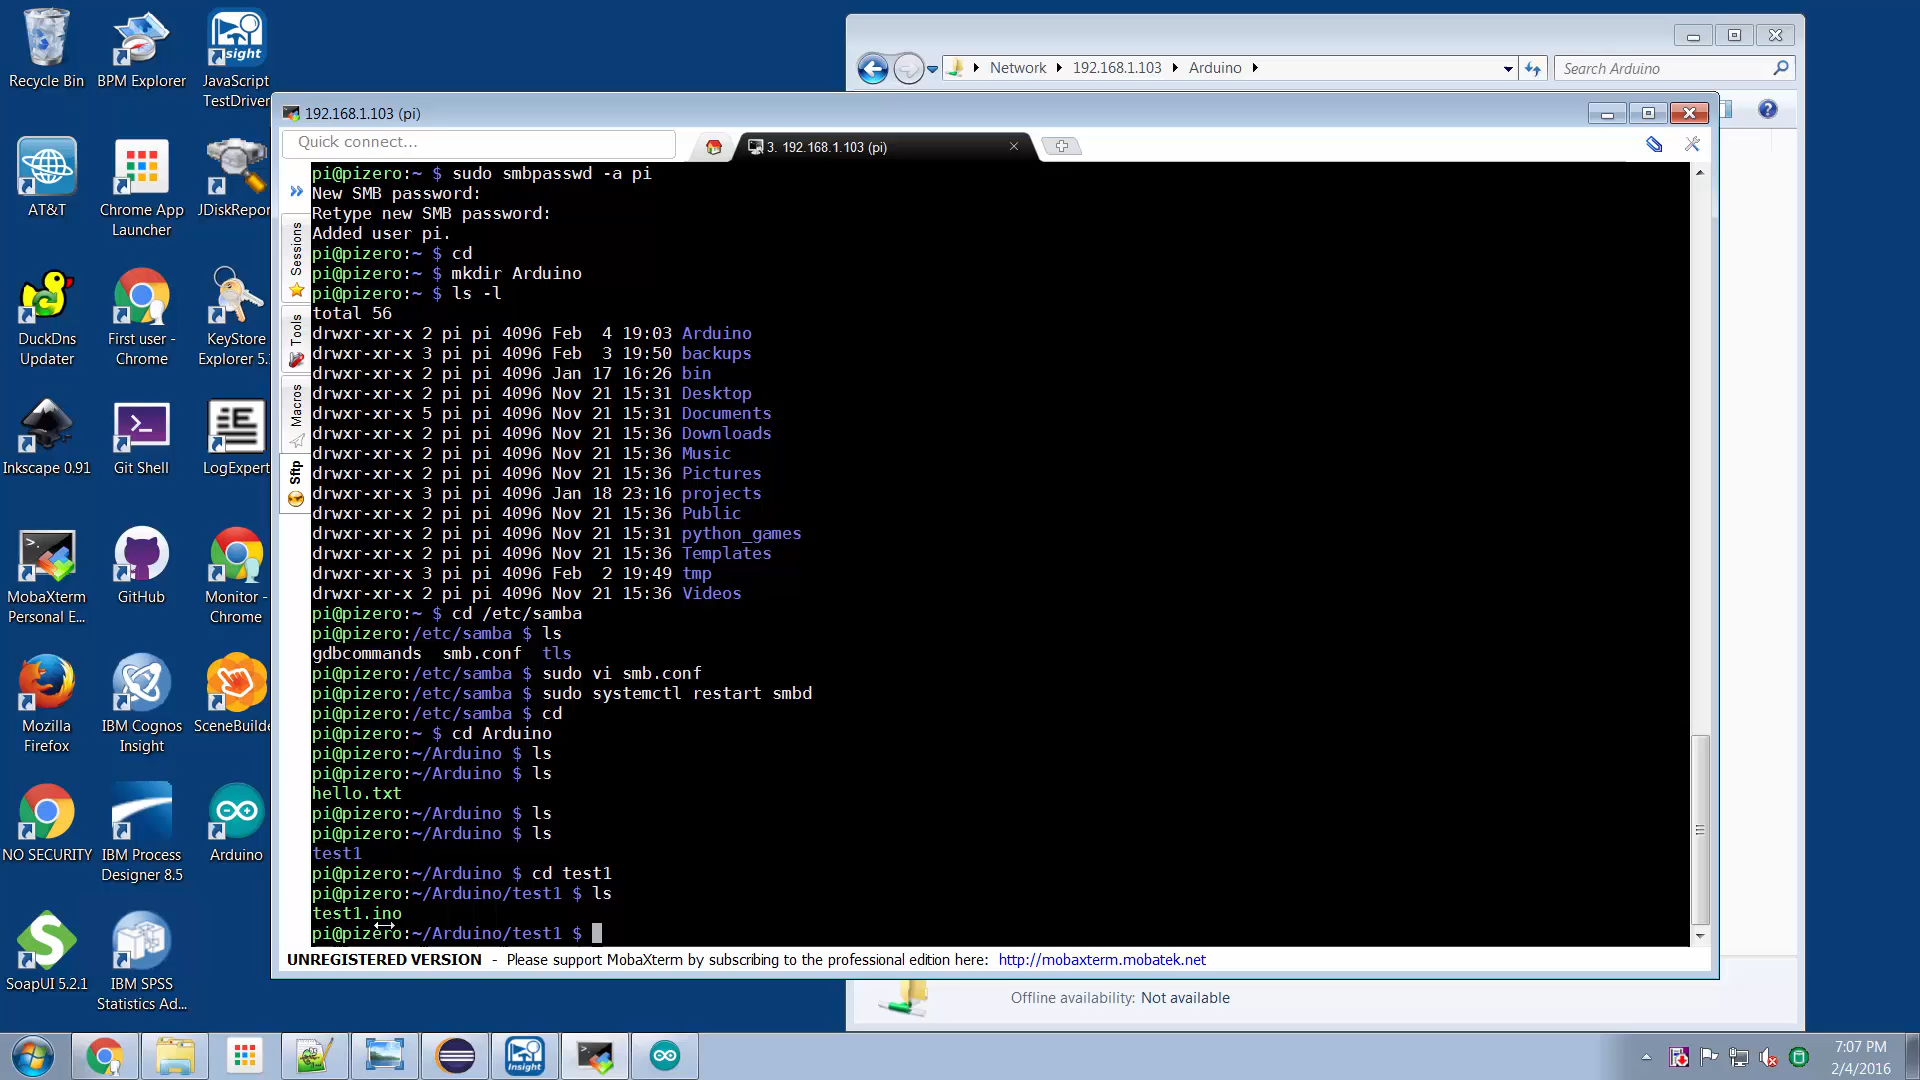 Recycle Bin
BPM Explorer
JavaScript
TestDriver
AT&T
Chrome App
Launcher
JDiskRepor
DuckDns
Updater
First user -
Chrome
KeyStore
Explorer 5.
Inkscape 0.91
Git Shell
LogExpert
MobaXterm
Personal E...
GitHub
Monitor -
Chrome
Mozilla
Firefox
IBM Cognos
Insight
SceneBuilde
NO SECURITY
IBM Process
Designer 8.5
Arduino
SoapUI 5.2.1
IBM SPSS
Statistics Ad...
Network
192.168.1.103
Arduino
Search Arduino
192.168.1.103 (pi)
Quick connect...
3. 192.168.1.103 (pi)
Sessions
Tools
Macros
Sftp
pi@pizero:~ $ sudo smbpasswd -a pi
New SMB password:
Retype new SMB password:
Added user pi.
pi@pizero:~ $ cd
pi@pizero:~ $ mkdir Arduino
pi@pizero:~ $ ls -l
total 56
drwxr-xr-x 2 pi pi 4096 Feb  4 19:03 Arduino
drwxr-xr-x 3 pi pi 4096 Feb  3 19:50 backups
drwxr-xr-x 2 pi pi 4096 Jan 17 16:26 bin
drwxr-xr-x 2 pi pi 4096 Nov 21 15:31 Desktop
drwxr-xr-x 5 pi pi 4096 Nov 21 15:31 Documents
drwxr-xr-x 2 pi pi 4096 Nov 21 15:36 Downloads
drwxr-xr-x 2 pi pi 4096 Nov 21 15:36 Music
drwxr-xr-x 2 pi pi 4096 Nov 21 15:36 Pictures
drwxr-xr-x 3 pi pi 4096 Jan 18 23:16 projects
drwxr-xr-x 2 pi pi 4096 Nov 21 15:36 Public
drwxr-xr-x 2 pi pi 4096 Nov 21 15:31 python_games
drwxr-xr-x 2 pi pi 4096 Nov 21 15:36 Templates
drwxr-xr-x 3 pi pi 4096 Feb  2 19:49 tmp
drwxr-xr-x 2 pi pi 4096 Nov 21 15:36 Videos
pi@pizero:~ $ cd /etc/samba
pi@pizero:/etc/samba $ ls
gdbcommands  smb.conf  tls
pi@pizero:/etc/samba $ sudo vi smb.conf
pi@pizero:/etc/samba $ sudo systemctl restart smbd
pi@pizero:/etc/samba $ cd
pi@pizero:~ $ cd Arduino
pi@pizero:~/Arduino $ ls
pi@pizero:~/Arduino $ ls
hello.txt
pi@pizero:~/Arduino $ ls
pi@pizero:~/Arduino $ ls
test1
pi@pizero:~/Arduino $ cd test1
pi@pizero:~/Arduino/test1 $ ls
test1.ino
pi@pizero:~/Arduino/test1 $
UNREGISTERED VERSION - Please support MobaXterm by subscribing to the professional edition here: http://mobaxterm.mobatek.net
Offline availability: Not available
Insight
7:07 PM
2/4/2016